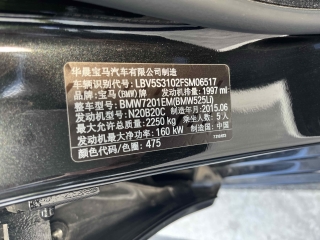 华晨宝马汽车有限公司制造
车辆识别代号: LBV5S3102FSM06517
品牌: 宝马(BMW)牌 发动机排量: 1997 ml
整车型号: BMW7201EM(BMW525Li)
发动机型号: N20B20C 制造年月: 2015.06
最大允许总质量: 2250 kg 乘坐人数: 5 人
发动机最大净功率: 160 kW 制造国: 中国
颜色代码/色圈: 475